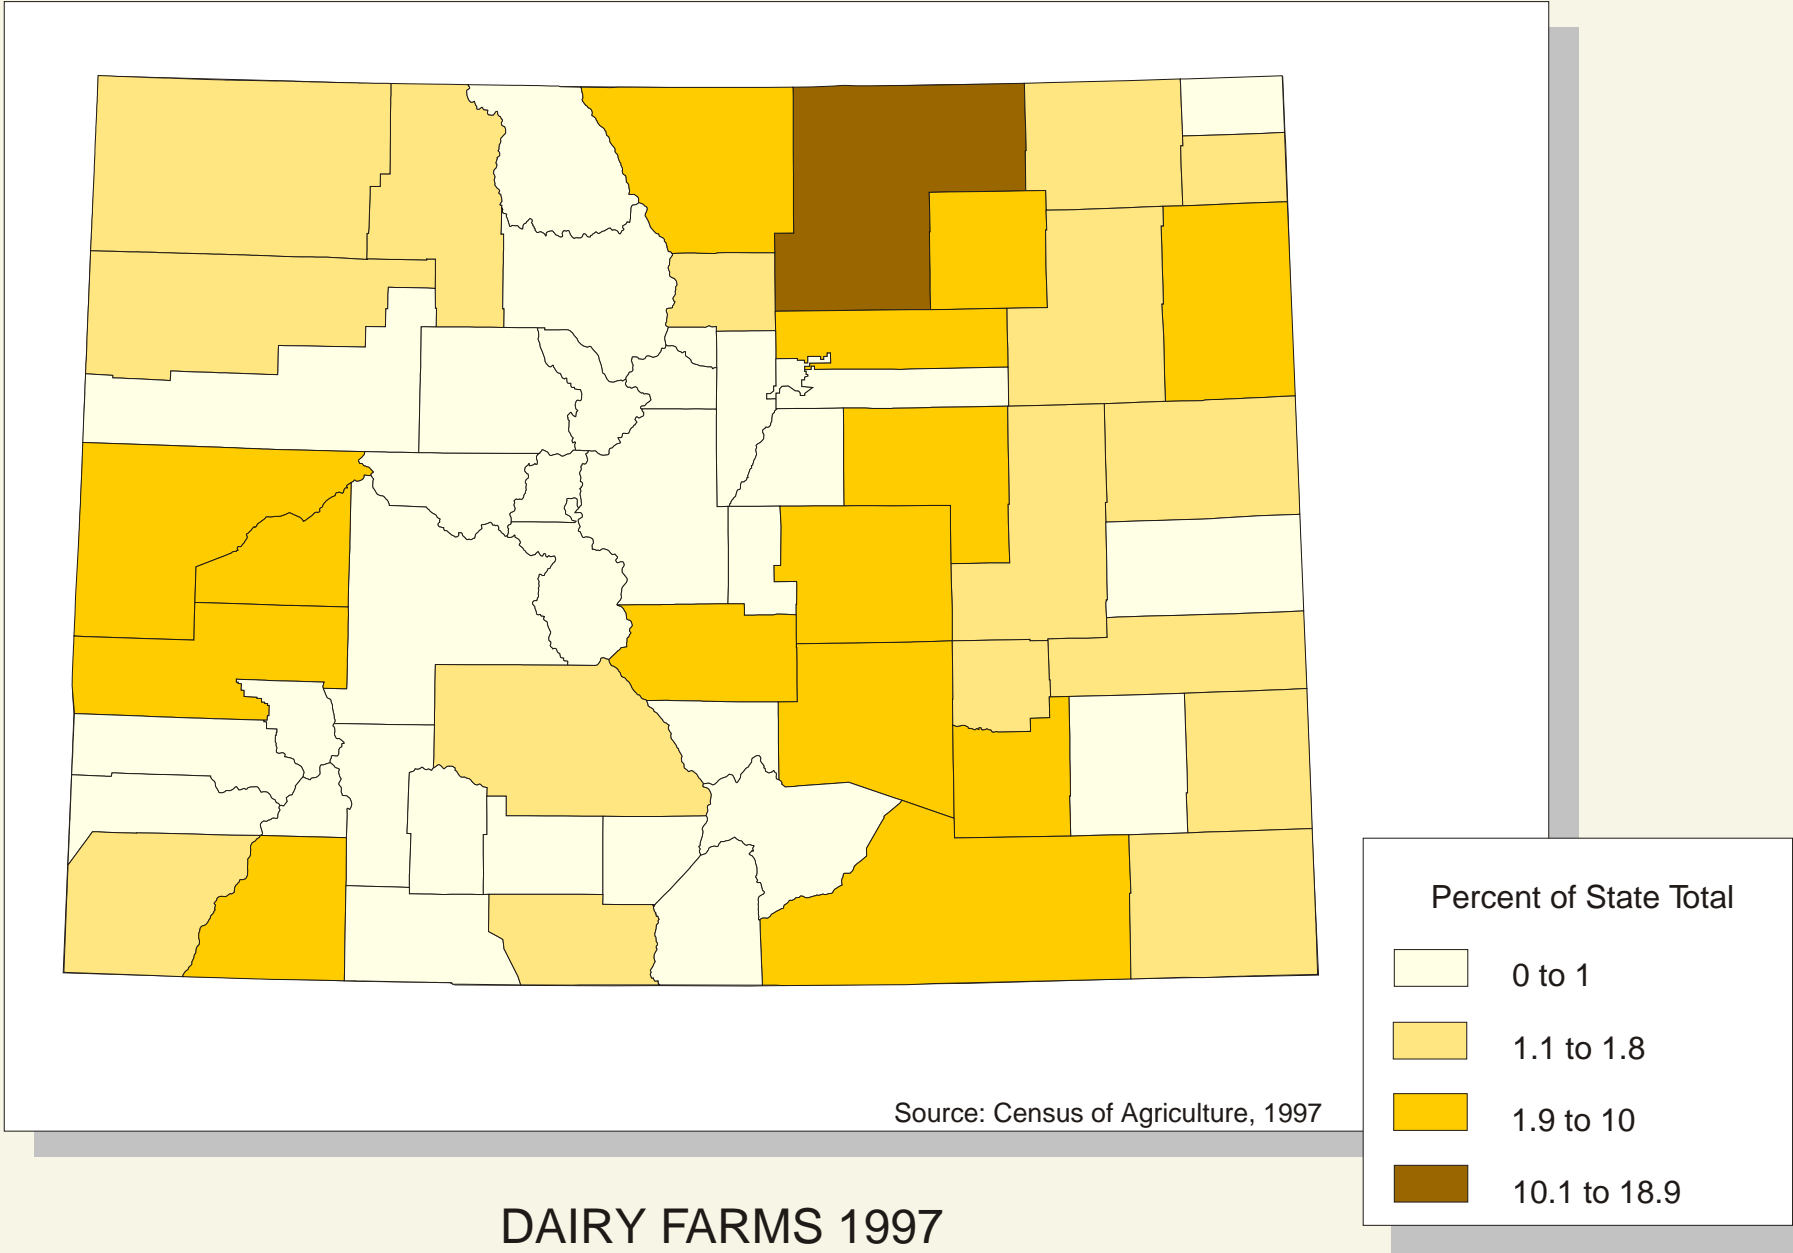 Source: Census of Agriculture, 1997
Percent of State Total
0 to 1
1.1 to 1.8
1.9 to 10
10.1 to 18.9
DAIRY FARMS 1997